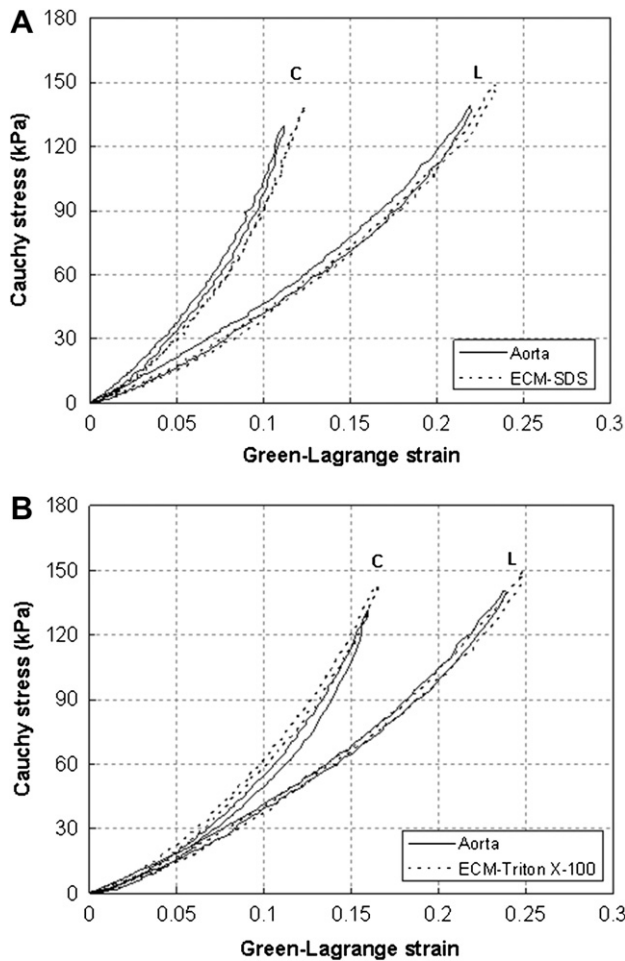 A
180
150
120
90
60
30
0
Cauchy stress (kPa)
C L
Aorta
ECM-SDS
0 0.05 0.1 0.15 0.2 0.25 0.3
Green-Lagrange strain
B
180
150
120
90
60
30
0
Cauchy stress (kPa)
C L
Aorta
ECM-Triton X-100
0 0.05 0.1 0.15 0.2 0.25 0.3
Green-Lagrange strain